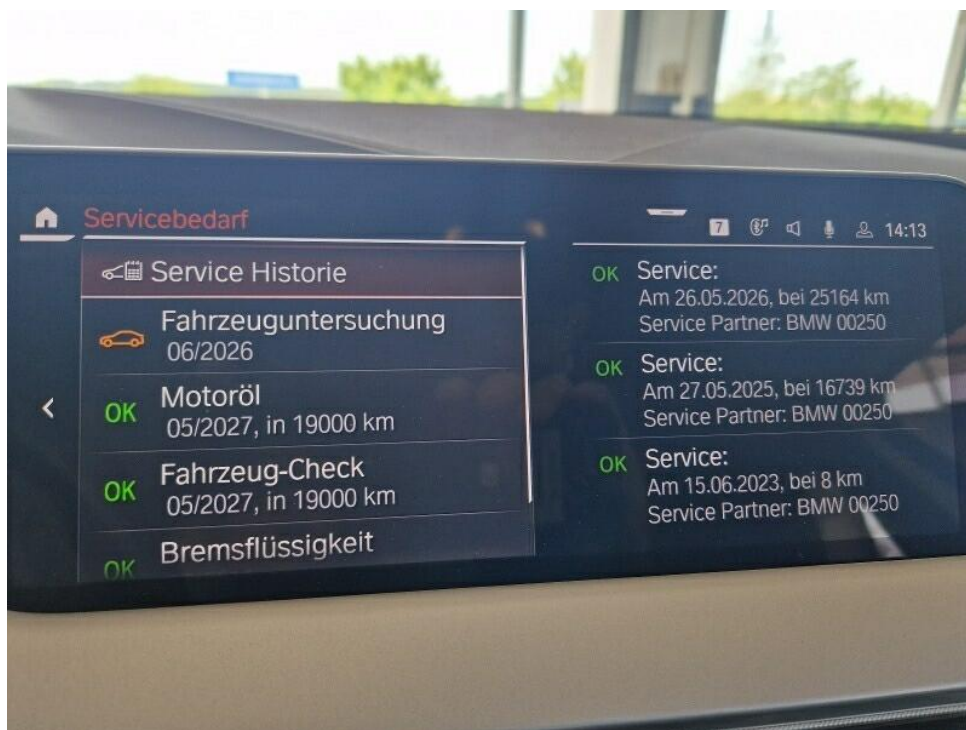 Servicebedarf
7
14:13
Service Historie
Fahrzeuguntersuchung
06/2026
OK Motoröl
05/2027, in 19000 km
OK Fahrzeug-Check
05/2027, in 19000 km
OK Bremsflüssigkeit
OK Service:
Am 26.05.2026, bei 25164 km
Service Partner: BMW 00250
OK Service:
Am 27.05.2025, bei 16739 km
Service Partner: BMW 00250
OK Service:
Am 15.06.2023, bei 8 km
Service Partner: BMW 00250